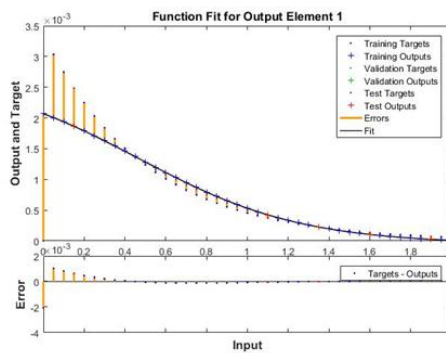 Function Fit for Output Element 1
×10⁻³
3.5
3
2.5
2
1.5
1
0.5
0
Output and Target
Training Targets
Training Outputs
Validation Targets
Validation Outputs
Test Targets
Test Outputs
Errors
Fit
×10⁻³
0.2 0.4 0.6 0.8 1 1.2 1.4 1.6 1.8
2
0
-2
-4
Error
Targets - Outputs
Input